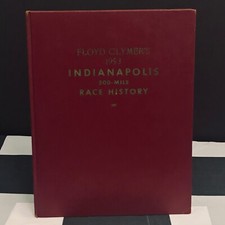 FLOYD CLYMER'S
INDIANAPOLIS
500-MILE
RACE HISTORY